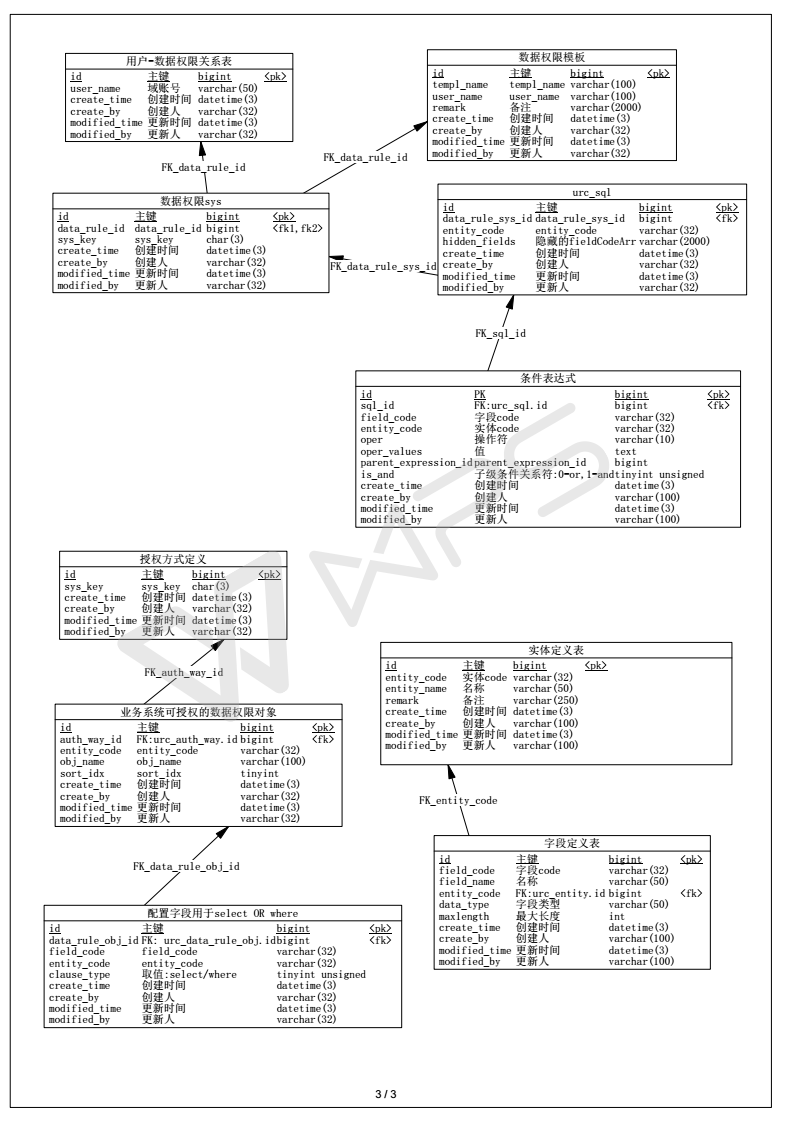 用户-数据权限关系表
id 主键 bigint <pk>
user_name 域账号 varchar(50)
create_time 创建时间 datetime(3)
create_by 创建人 varchar(32)
modified_time 更新时间 datetime(3)
modified_by 更新人 varchar(32)
数据权限模板
id 主键 bigint <pk>
templ_name templ_name varchar(100)
user_name user_name varchar(100)
remark 备注 varchar(2000)
create_time 创建时间 datetime(3)
create_by 创建人 varchar(32)
modified_time 更新时间 datetime(3)
modified_by 更新人 varchar(32)
FK_data_rule_id
FK_data_rule_id
数据权限sys
id 主键 bigint <pk>
data_rule_id data_rule_id bigint <fk1,fk2>
sys_key sys_key char(3)
create_time 创建时间 datetime(3)
create_by 创建人 varchar(32)
modified_time 更新时间 datetime(3)
modified_by 更新人 varchar(32)
urc_sql
id 主键 bigint <pk>
data_rule_sys_id data_rule_sys_id bigint <fk>
entity_code entity_code varchar(32)
hidden_fields 隐藏的fieldCodeArr varchar(2000)
create_time 创建时间 datetime(3)
create_by 创建人 varchar(32)
modified_time 更新时间 datetime(3)
modified_by 更新人 varchar(32)
FK_data_rule_sys_id
FK_sql_id
条件表达式
id PK bigint <pk>
sql_id FK:urc_sql.id bigint <fk>
field_code 字段code varchar(32)
entity_code 实体code varchar(32)
oper 操作符 varchar(10)
oper_values 值 text
parent_expression_id parent_expression_id bigint
is_and 子级条件关系符:0-or,1-and tinyint unsigned
create_time 创建时间 datetime(3)
create_by 创建人 varchar(100)
modified_time 更新时间 datetime(3)
modified_by 更新人 varchar(100)
授权方式定义
id 主键 bigint <pk>
sys_key sys_key char(3)
create_time 创建时间 datetime(3)
create_by 创建人 varchar(32)
modified_time 更新时间 datetime(3)
modified_by 更新人 varchar(32)
FK_auth_way_id
业务系统可授权的数据权限对象
id 主键 bigint <pk>
auth_way_id FK:urc_auth_way.id bigint <fk>
entity_code entity_code varchar(32)
obj_name obj_name varchar(100)
sort_idx sort_idx tinyint
create_time 创建时间 datetime(3)
create_by 创建人 varchar(32)
modified_time 更新时间 datetime(3)
modified_by 更新人 varchar(32)
实体定义表
id 主键 bigint <pk>
entity_code 实体code varchar(32)
entity_name 名称 varchar(50)
remark 备注 varchar(250)
create_time 创建时间 datetime(3)
create_by 创建人 varchar(100)
modified_time 更新时间 datetime(3)
modified_by 更新人 varchar(100)
FK_entity_code
字段定义表
id 主键 bigint <pk>
field_code 字段code varchar(32)
field_name 名称 varchar(50)
entity_code FK:urc_entity.id bigint <fk>
data_type 字段类型 varchar(50)
maxlength 最大长度 int
create_time 创建时间 datetime(3)
create_by 创建人 varchar(100)
modified_time 更新时间 datetime(3)
modified_by 更新人 varchar(100)
FK_data_rule_obj_id
配置字段用于select OR where
id 主键 bigint <pk>
data_rule_obj_id FK: urc_data_rule_obj.id bigint <fk>
field_code field_code varchar(32)
entity_code entity_code varchar(32)
clause_type 取值:select/where tinyint unsigned
create_time 创建时间 datetime(3)
create_by 创建人 varchar(32)
modified_time 更新时间 datetime(3)
modified_by 更新人 varchar(32)
3 / 3